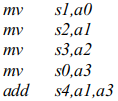 mv s1,a0
mv s2,a1
mv s3,a2
mv s0,a3
add s4,a1,a3